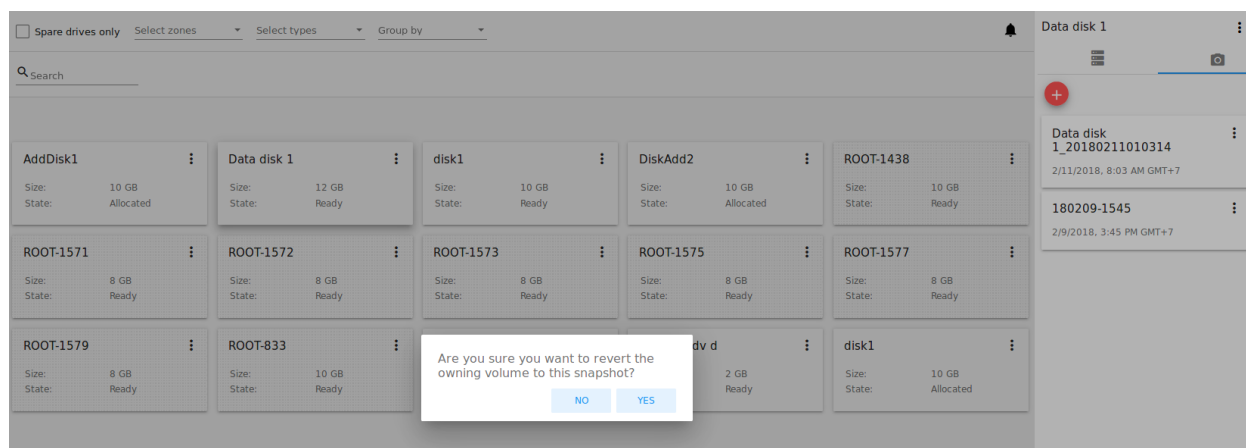 Spare drives only Select zones Select types Group by
Data disk 1
Search
AddDisk1
Size: 10 GB
State: Allocated
Data disk 1
Size: 12 GB
State: Ready
disk1
Size: 10 GB
State: Ready
DiskAdd2
Size: 10 GB
State: Allocated
ROOT-1438
Size: 10 GB
State: Ready
ROOT-1571
Size: 8 GB
State: Ready
ROOT-1572
Size: 8 GB
State: Ready
ROOT-1573
Size: 8 GB
State: Ready
ROOT-1575
Size: 8 GB
State: Ready
ROOT-1577
Size: 8 GB
State: Ready
ROOT-1579
Size: 8 GB
State: Ready
ROOT-833
Size: 10 GB
State: Ready
Are you sure you want to revert the
owning volume to this snapshot?
NO YES
dv d
2 GB
Ready
disk1
Size: 10 GB
State: Allocated
Data disk
1_20180211010314
2/11/2018, 8:03 AM GMT+7
180209-1545
2/9/2018, 3:45 PM GMT+7